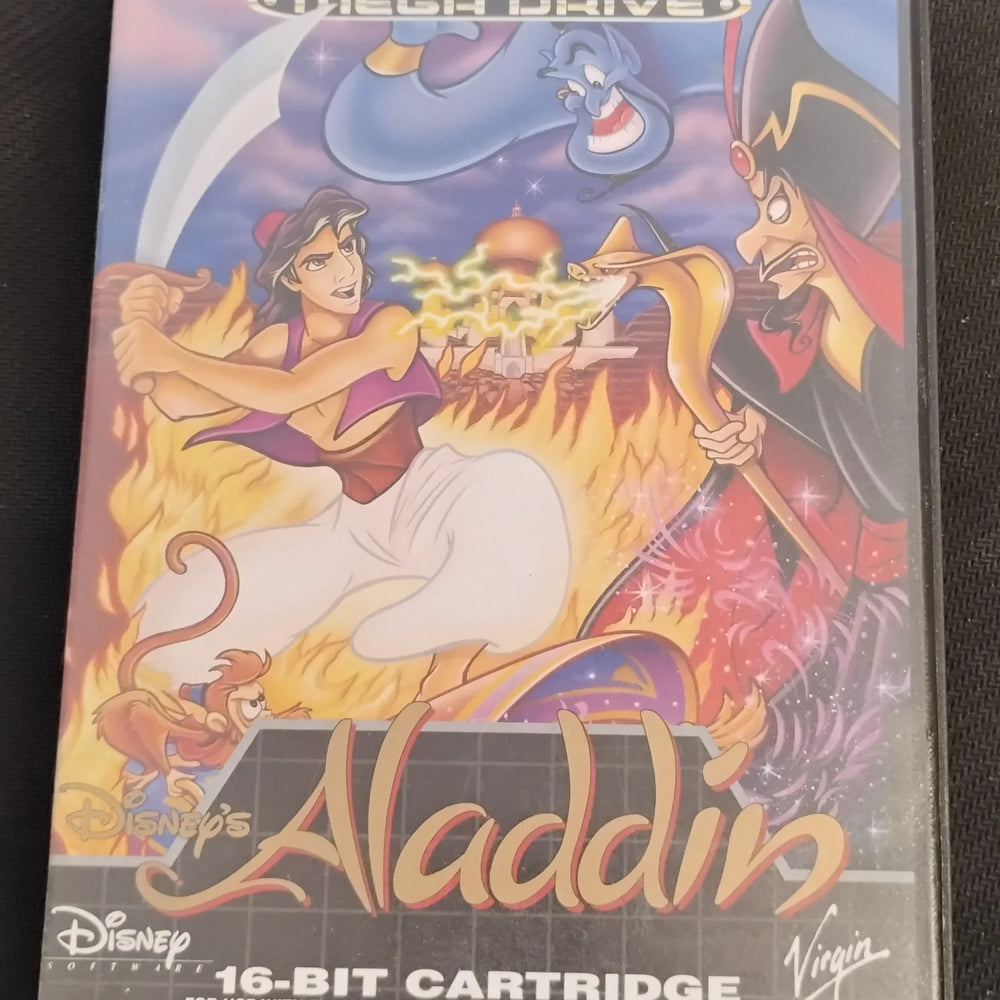 MEGA DRIVE
Disney's
Aladdin
Disney
SOFTWARE
Virgin
16-BIT CARTRIDGE